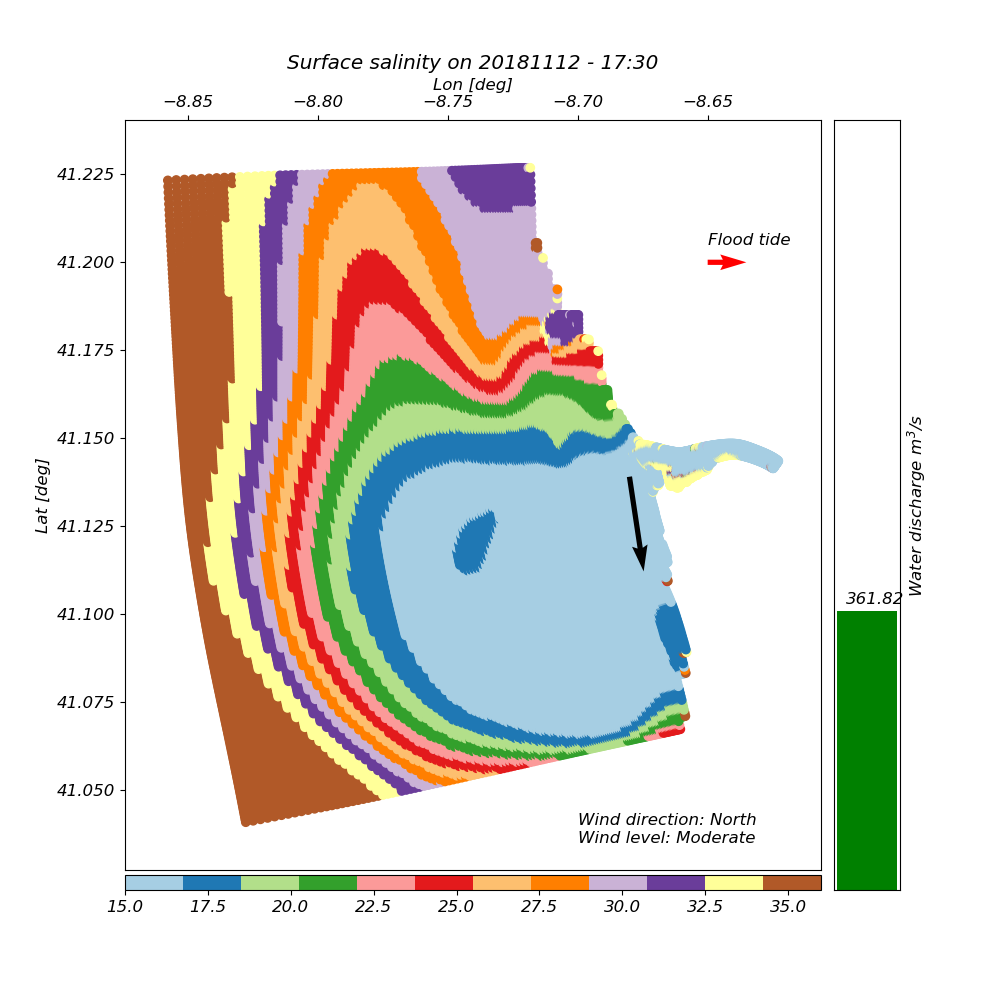 Surface salinity on 20181112 - 17:30
Lon [deg]
−8.85 −8.80 −8.75 −8.70 −8.65
41.225
41.200
41.175
41.150
41.125
41.100
41.075
41.050
Lat [deg]
Flood tide
Wind direction: North
Wind level: Moderate
361.82
Water discharge m³/s
15.0 17.5 20.0 22.5 25.0 27.5 30.0 32.5 35.0